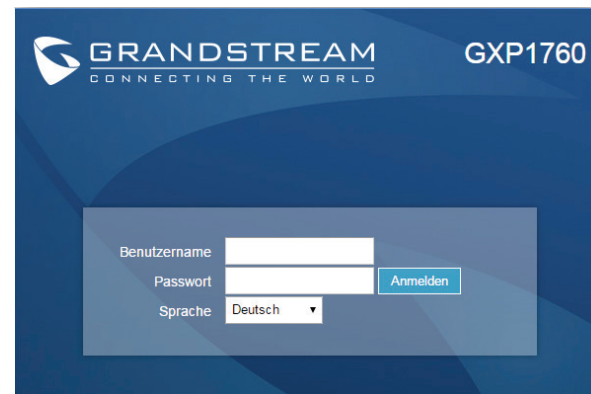 GRANDSTREAM GXP1760
CONNECTING THE WORLD
Benutzername
Passwort Anmelden
Sprache Deutsch